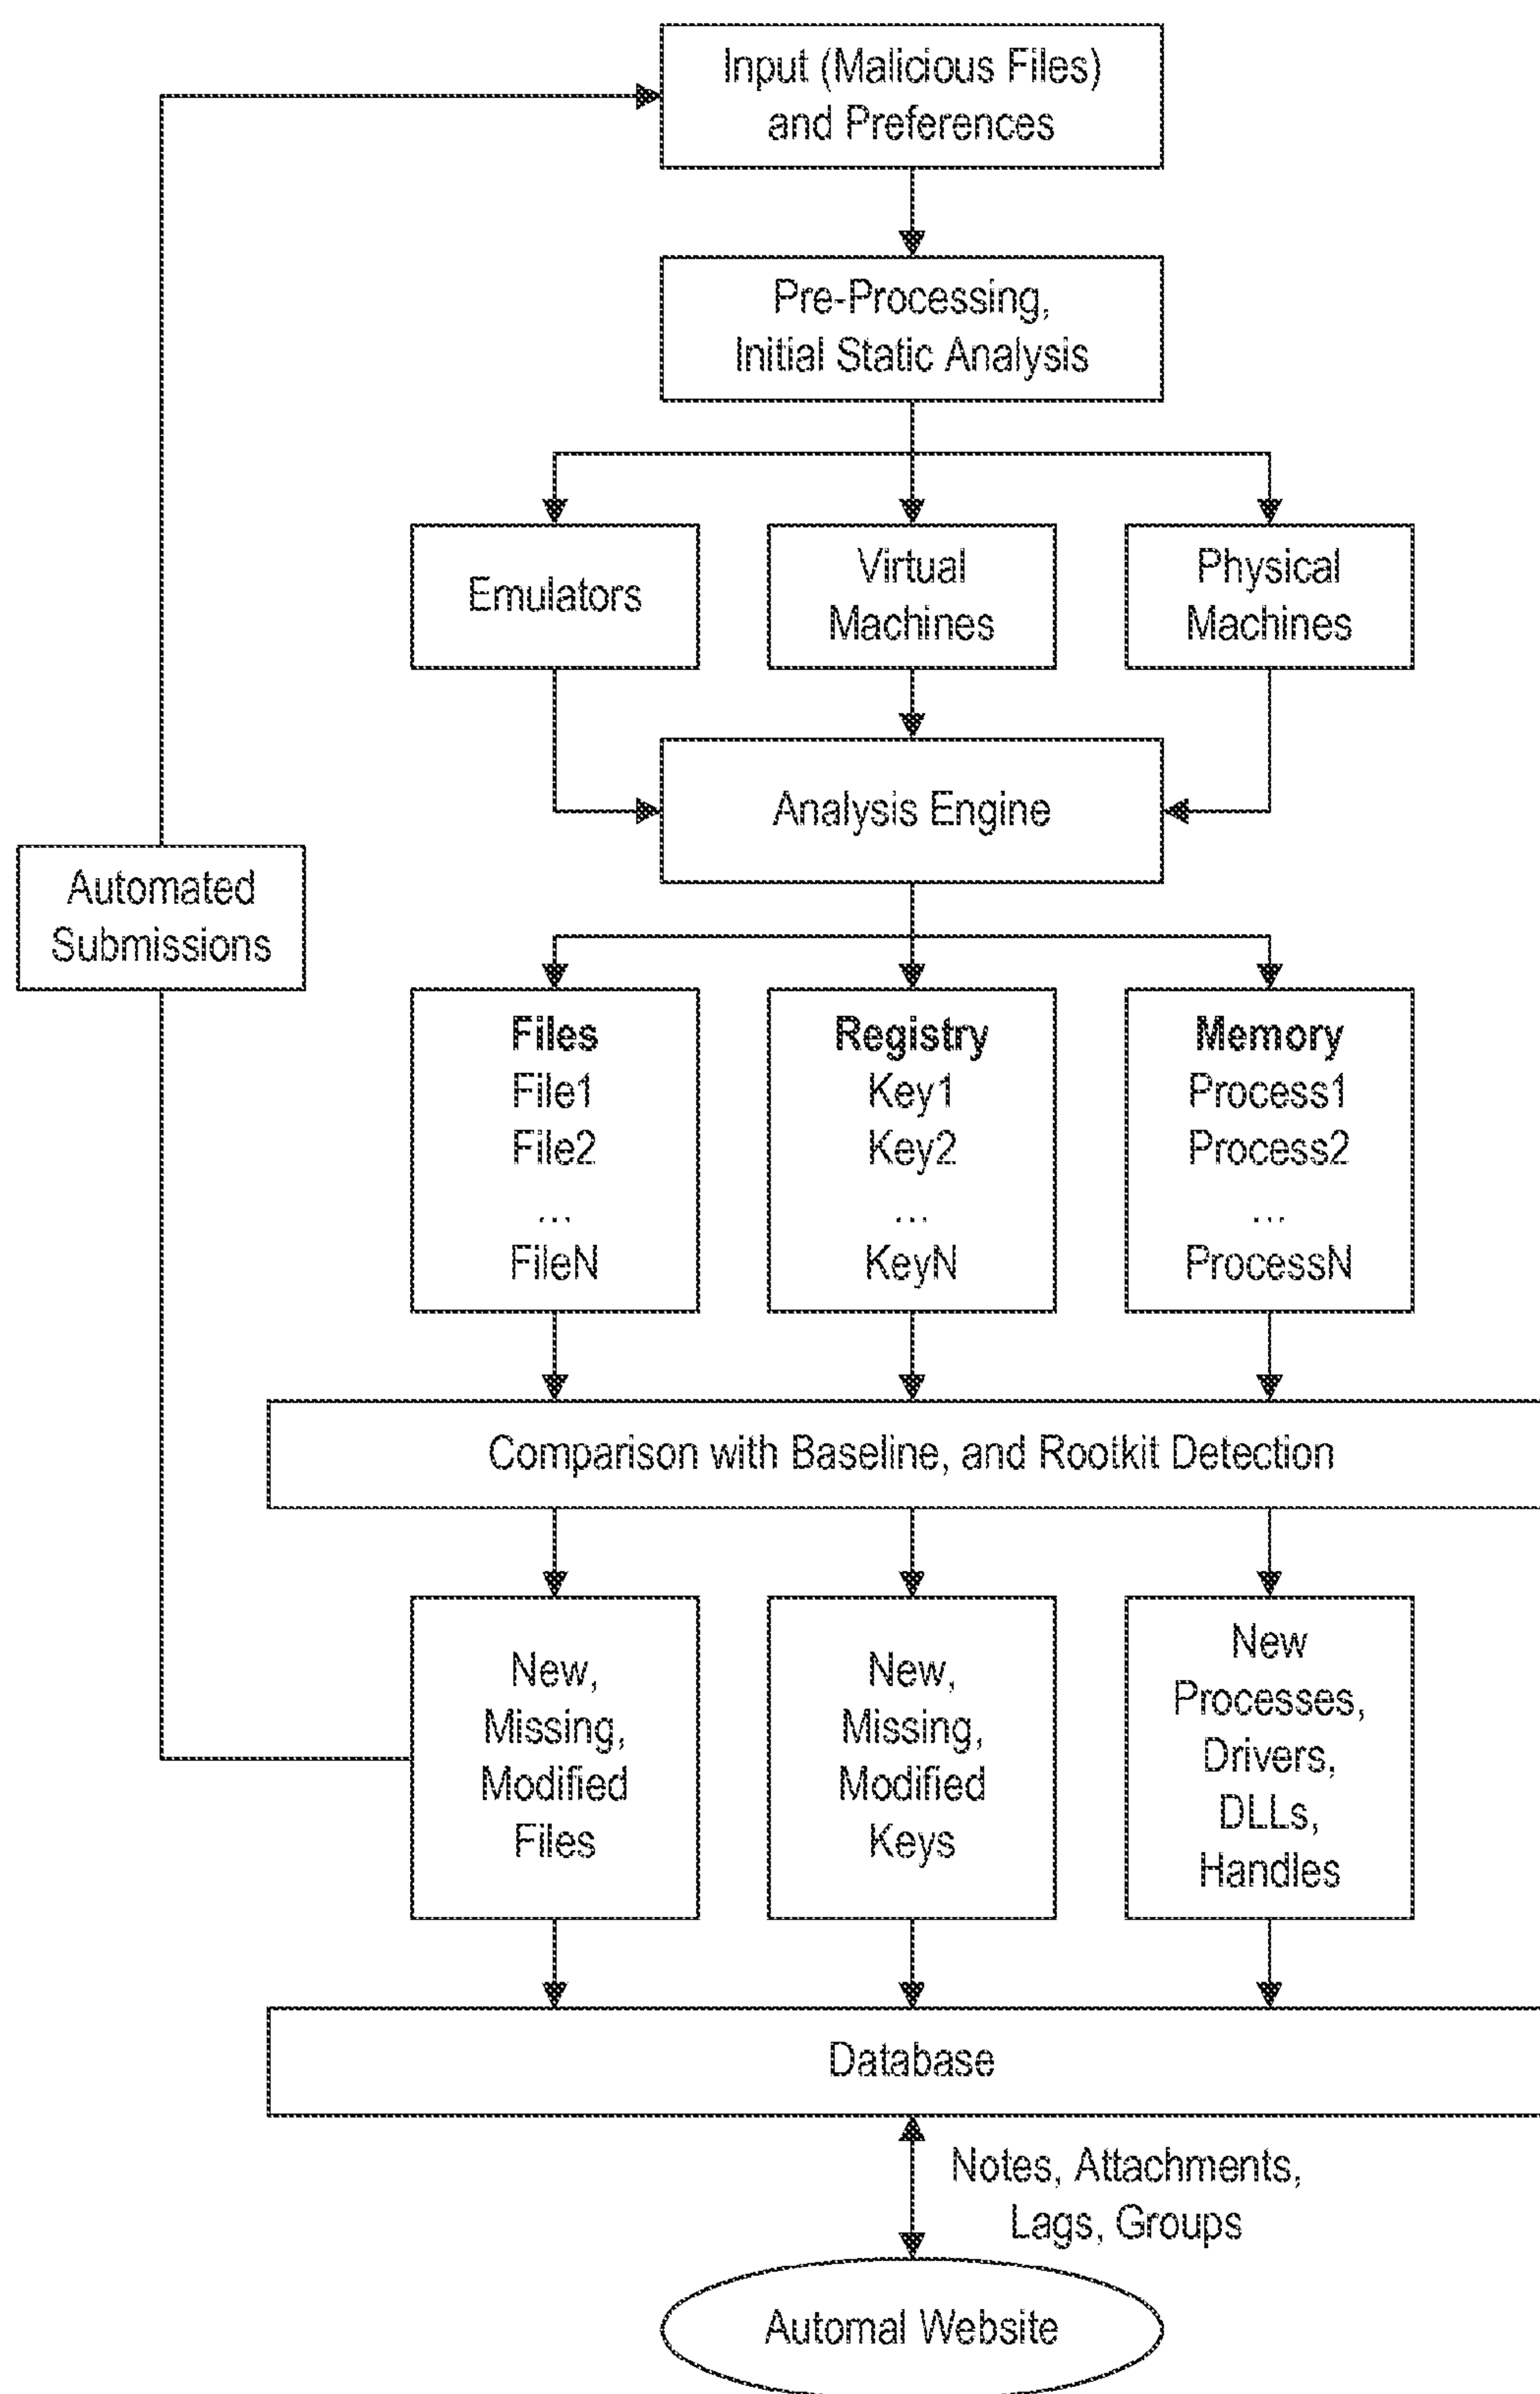 Input (Malicious Files)
and Preferences
Pre-Processing,
Initial Static Analysis
Emulators
Virtual
Machines
Physical
Machines
Analysis Engine
Automated
Submissions
Files
File1
File2
...
FileN
Registry
Key1
Key2
...
KeyN
Memory
Process1
Process2
...
ProcessN
Comparison with Baseline, and Rootkit Detection
New,
Missing,
Modified
Files
New,
Missing,
Modified
Keys
New
Processes,
Drivers,
DLLs,
Handles
Database
Notes, Attachments,
Lags, Groups
Automal Website